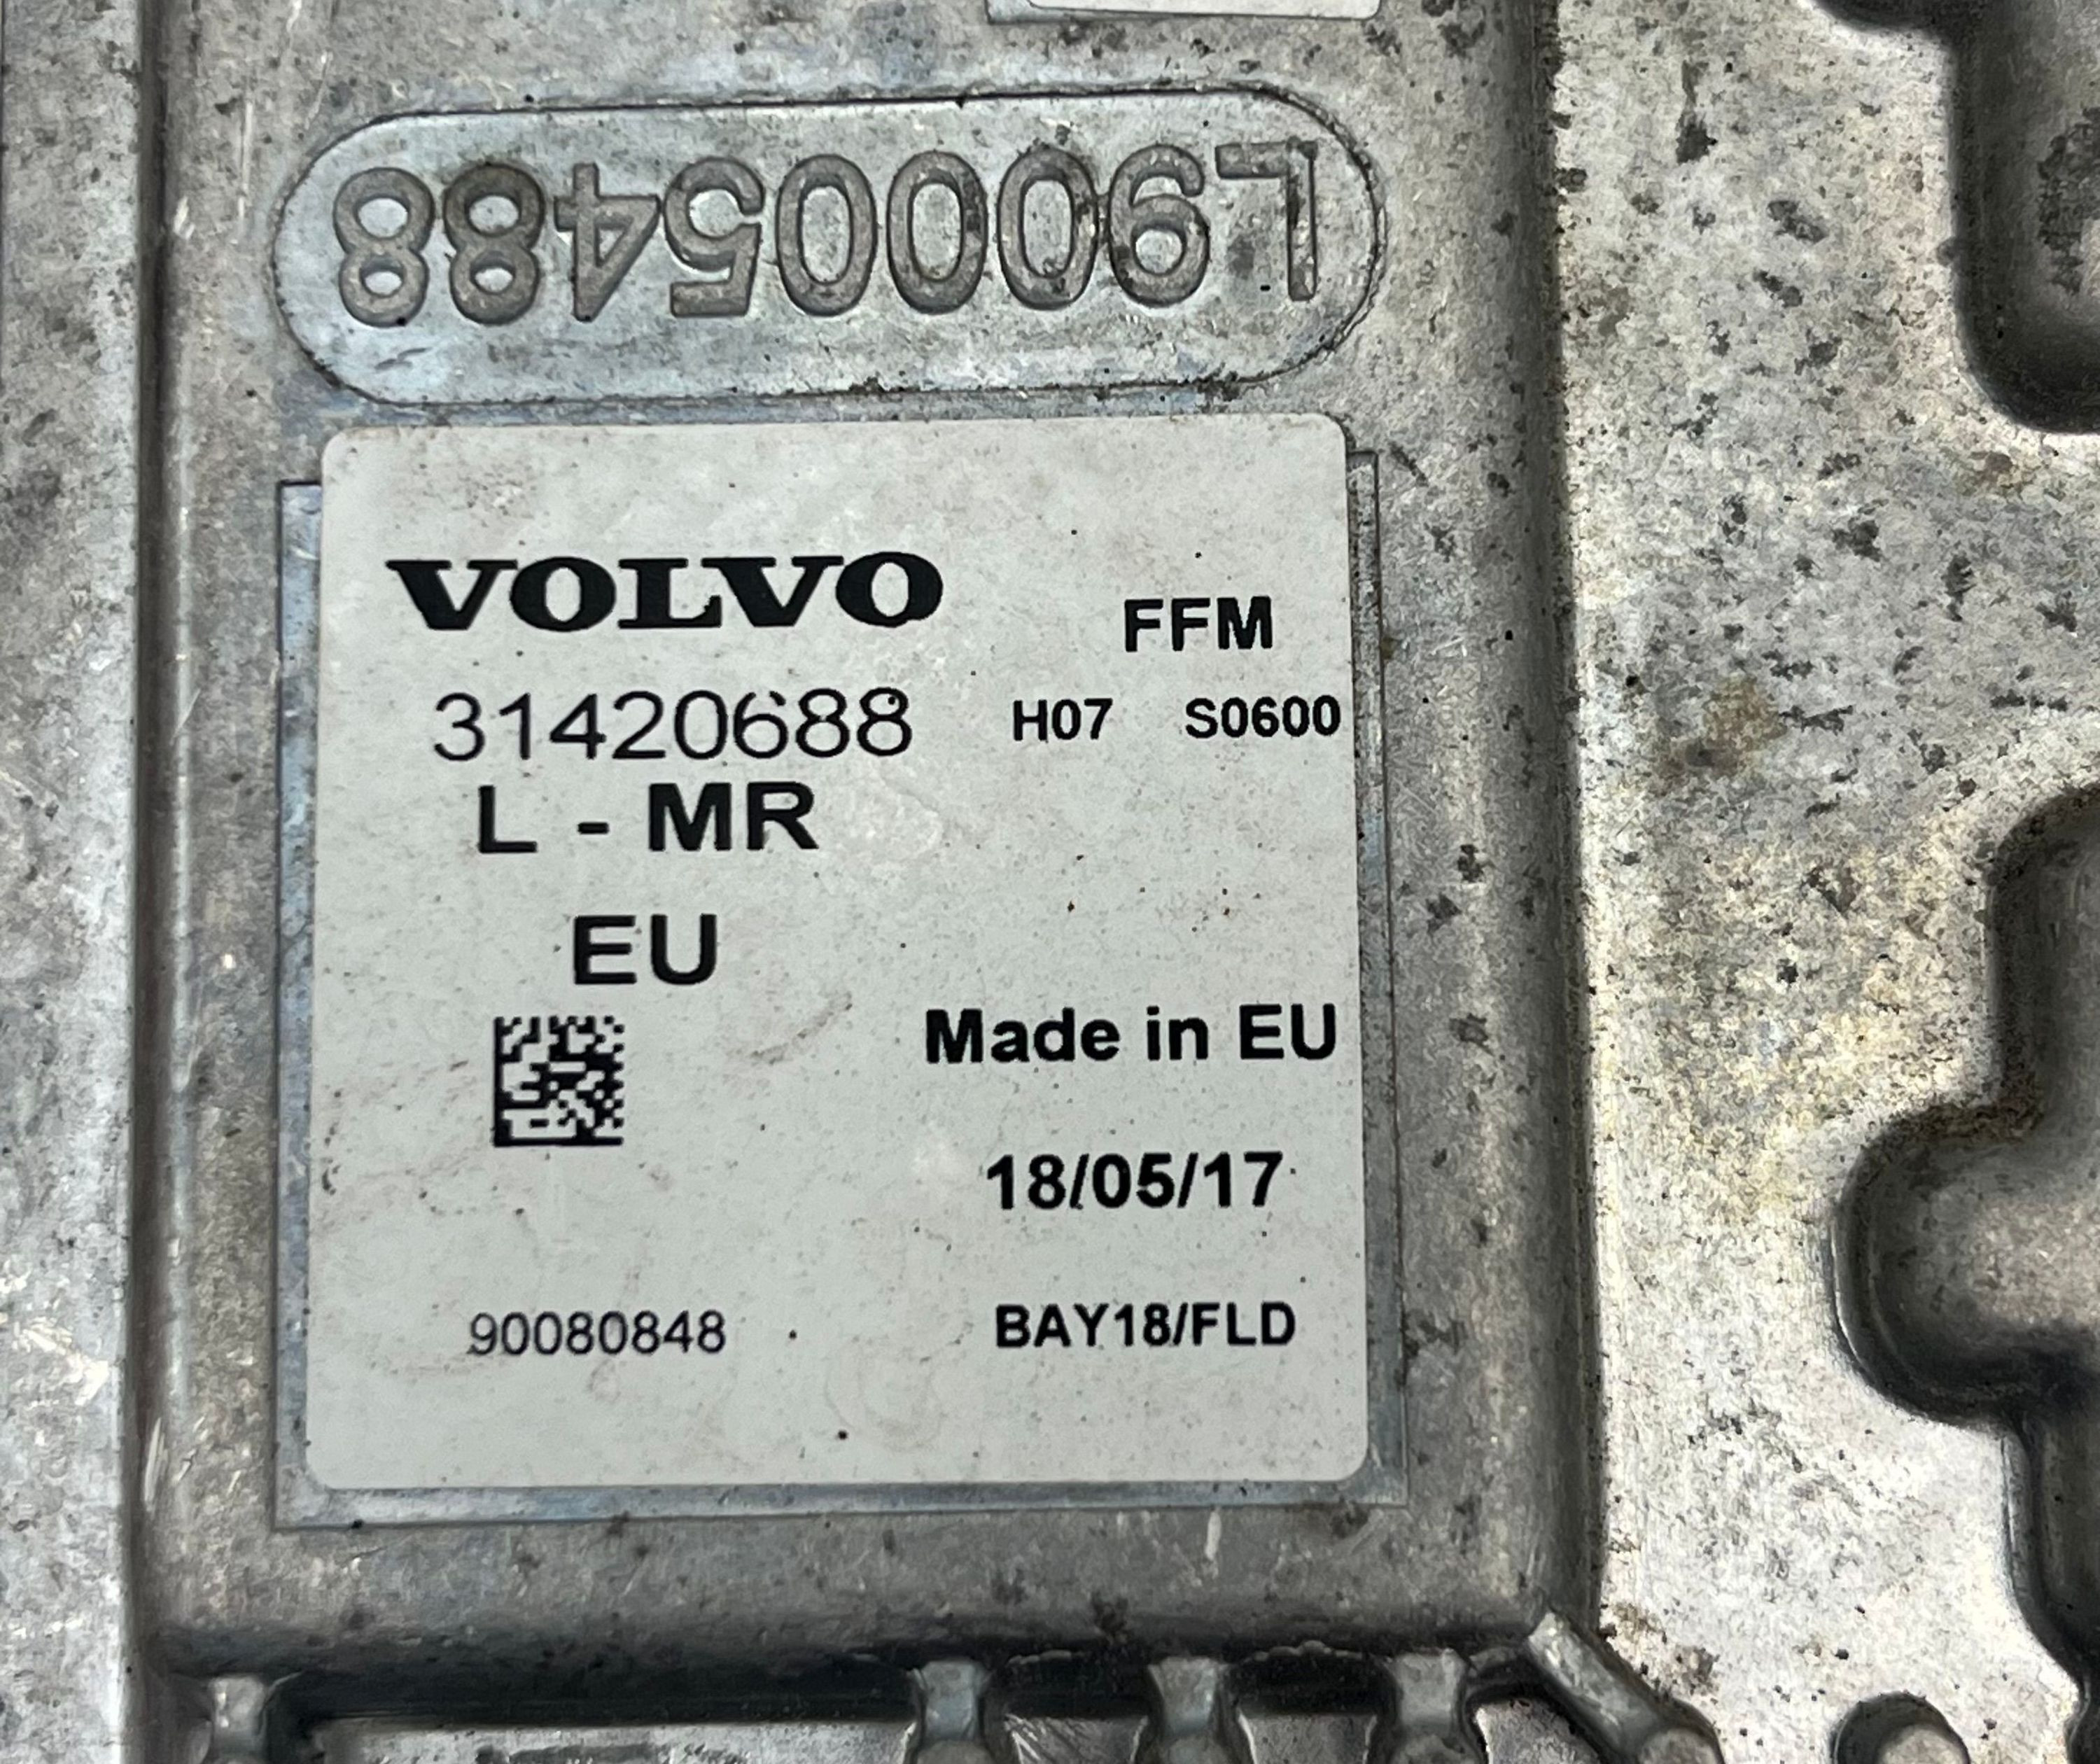 L90005488
VOLVO
FFM
31420688
H07 S0600
L - MR
EU
Made in EU
18/05/17
90080848
BAY18/FLD